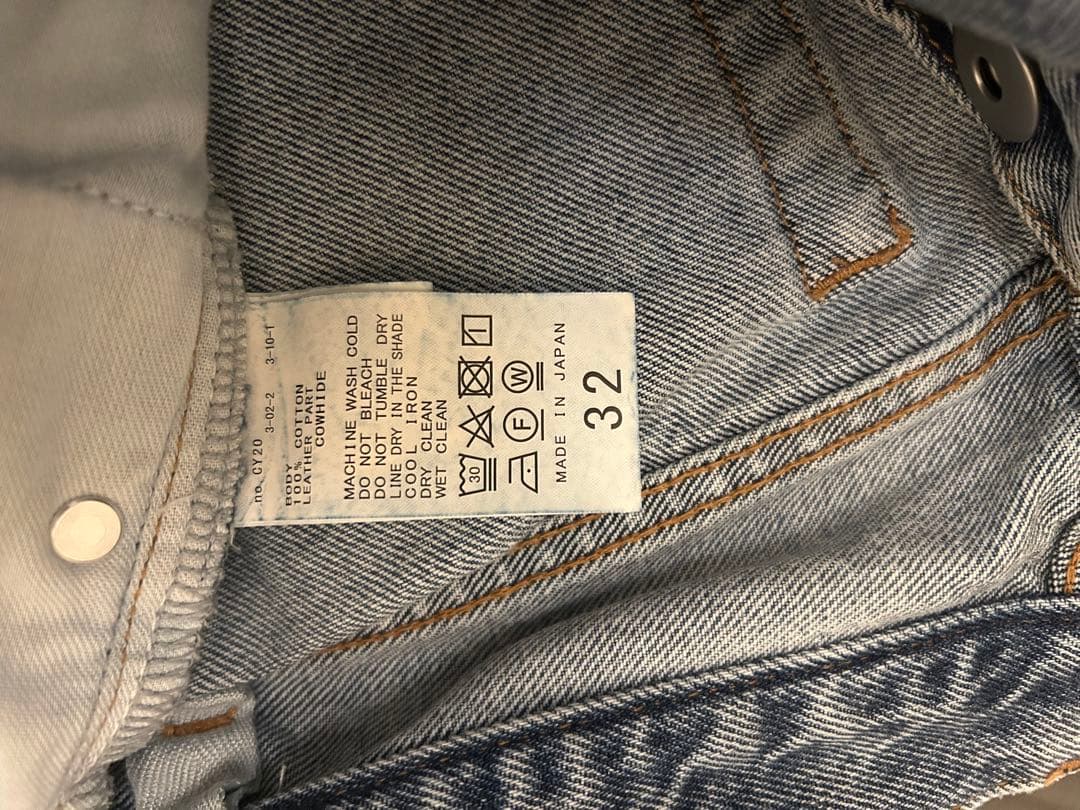 no. CY20
3-02-2 3-10-1
BODY
100% COTTON
LEATHER PART
COWHIDE
MACHINE WASH COLD
DO NOT BLEACH
DO NOT TUMBLE DRY
LINE DRY IN THE SHADE
COOL IRON
DRY CLEAN
WET CLEAN
30
F W
MADE IN JAPAN
32